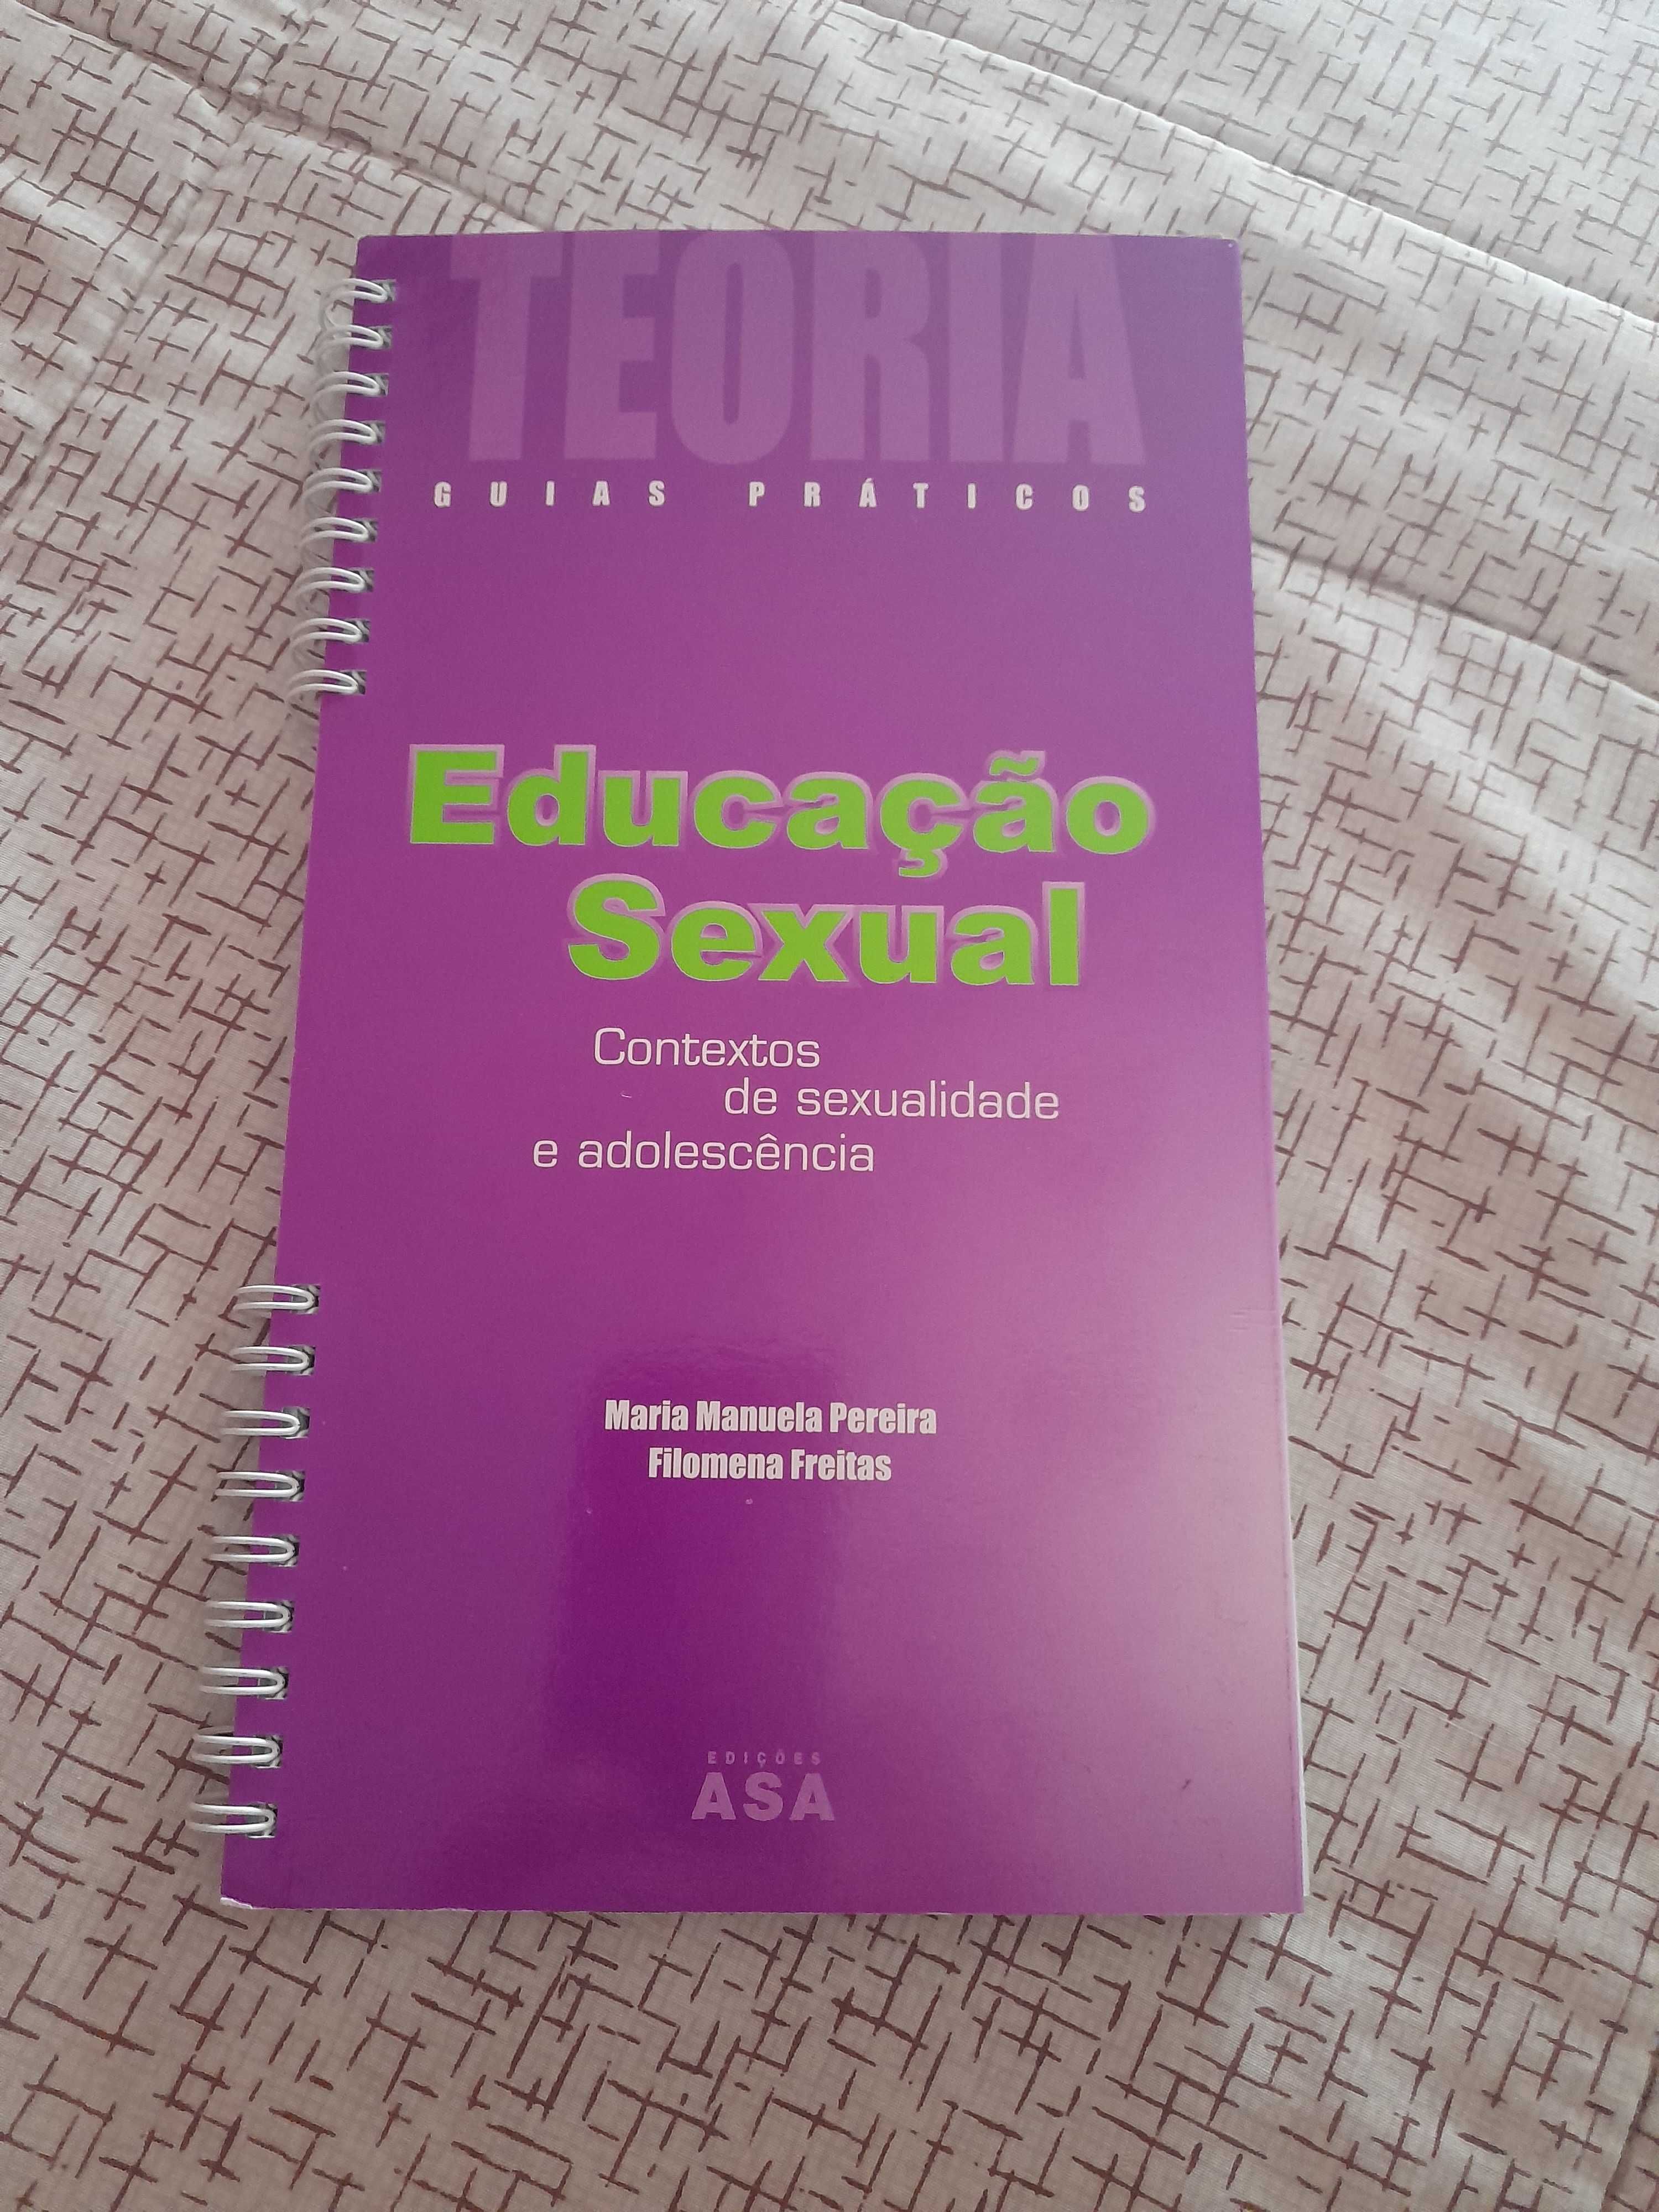 TEORIA
GUIAS PRÁTICOS
Educação
Sexual
Contextos
de sexualidade
e adolescência
Maria Manuela Pereira
Filomena Freitas
EDIÇÕES
ASA